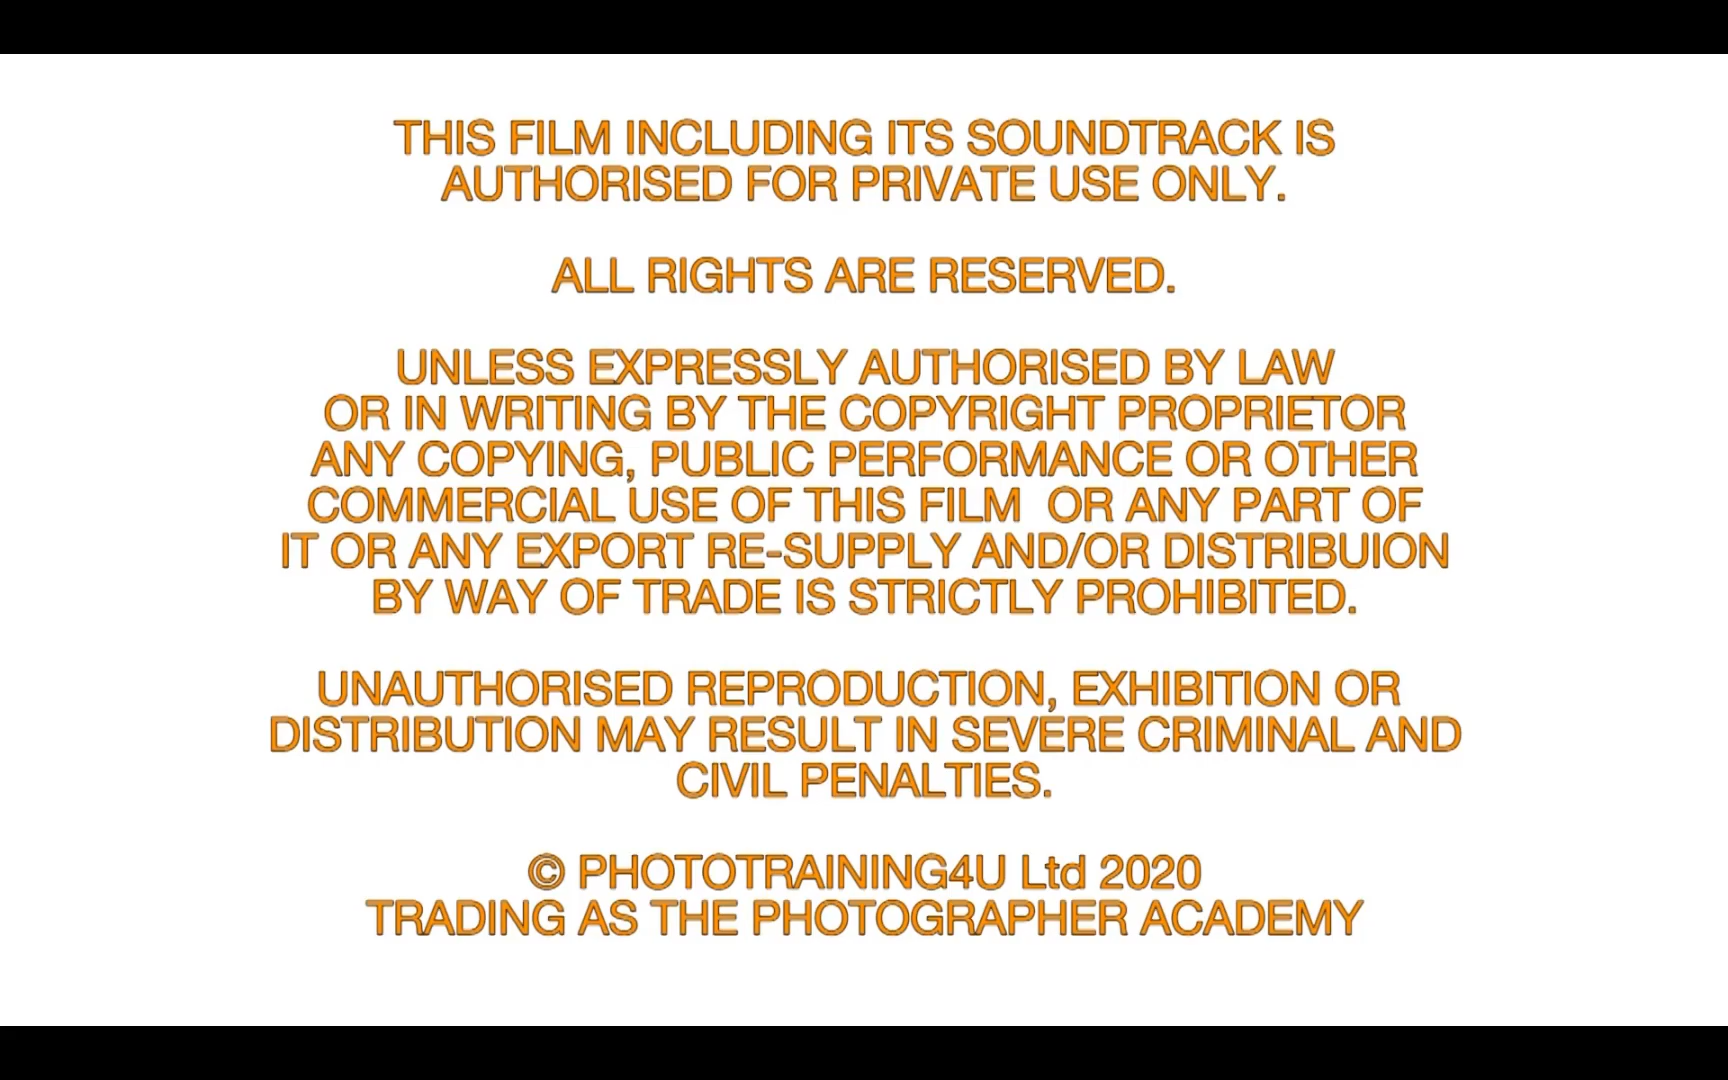 THIS FILM INCLUDING ITS SOUNDTRACK IS
AUTHORISED FOR PRIVATE USE ONLY.
ALL RIGHTS ARE RESERVED.
UNLESS EXPRESSLY AUTHORISED BY LAW
OR IN WRITING BY THE COPYRIGHT PROPRIETOR
ANY COPYING, PUBLIC PERFORMANCE OR OTHER
COMMERCIAL USE OF THIS FILM  OR ANY PART OF
IT OR ANY EXPORT RE-SUPPLY AND/OR DISTRIBUION
BY WAY OF TRADE IS STRICTLY PROHIBITED.
UNAUTHORISED REPRODUCTION, EXHIBITION OR
DISTRIBUTION MAY RESULT IN SEVERE CRIMINAL AND
CIVIL PENALTIES.
© PHOTOTRAINING4U Ltd 2020
TRADING AS THE PHOTOGRAPHER ACADEMY